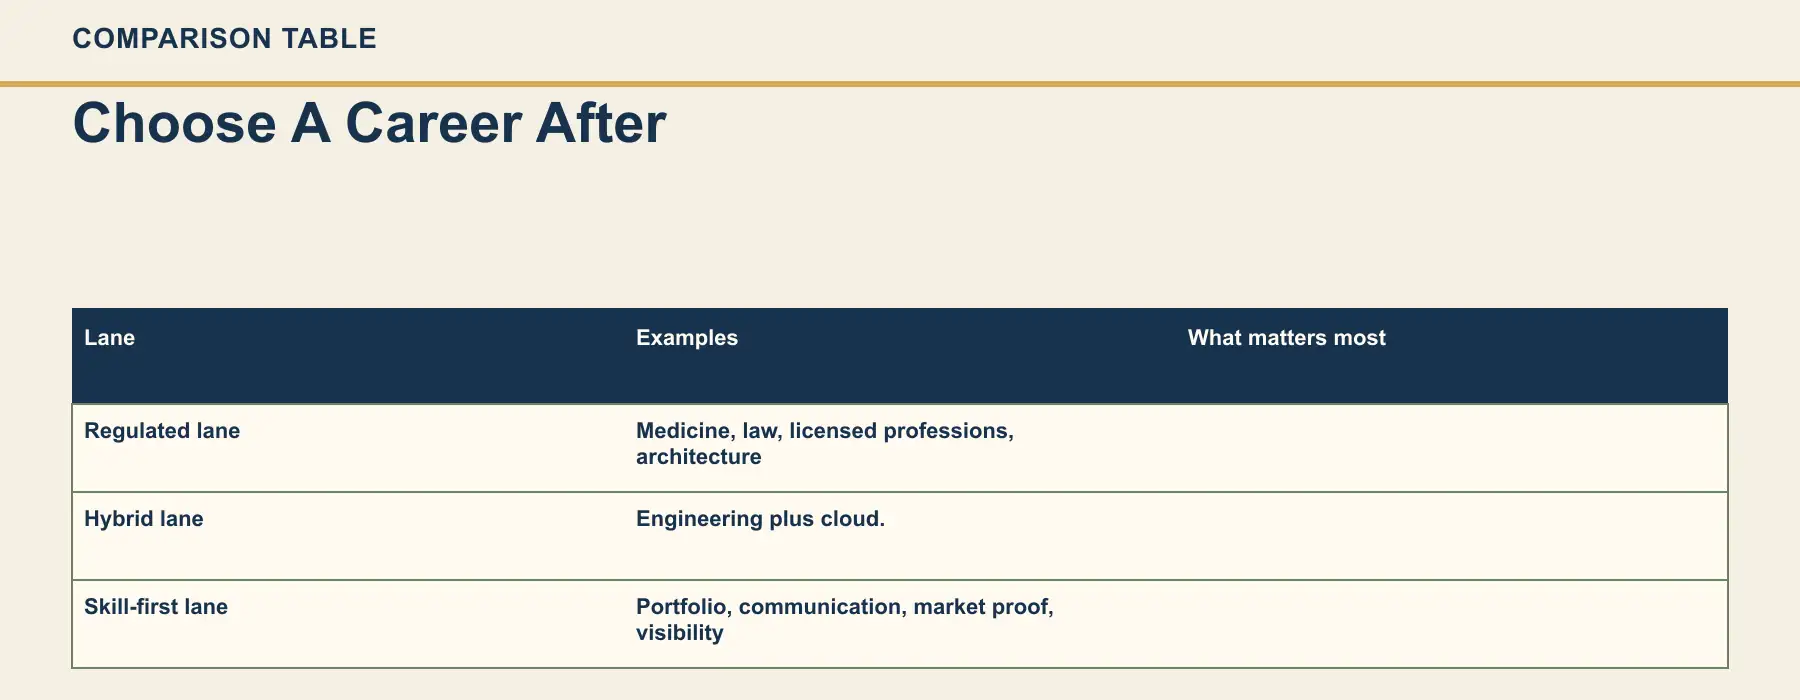 COMPARISON TABLE
Choose A Career After
Lane
Examples
What matters most
Regulated lane
Medicine, law, licensed professions,
architecture
Hybrid lane
Engineering plus cloud.
Skill-first lane
Portfolio, communication, market proof,
visibility